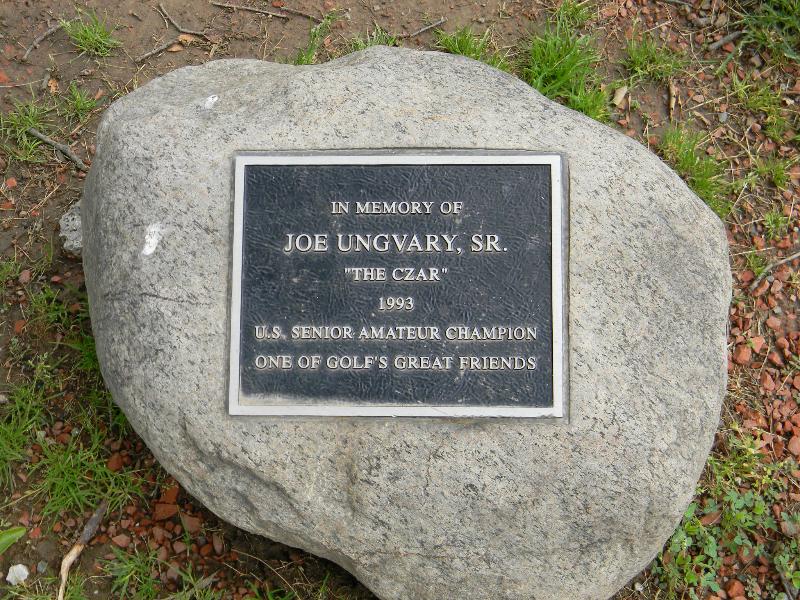 IN MEMORY OF
JOE UNGVARY, SR.
"THE CZAR"
1993
U.S. SENIOR AMATEUR CHAMPION
ONE OF GOLF'S GREAT FRIENDS